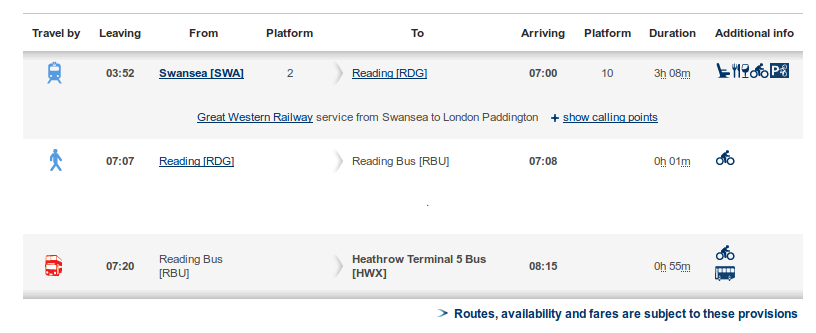 Travel by Leaving From Platform To Arriving Platform Duration Additional info
03:52 Swansea [SWA] 2 Reading [RDG] 07:00 10 3h 08m P
Great Western Railway service from Swansea to London Paddington + show calling points
07:07 Reading [RDG] Reading Bus [RBU] 07:08 0h 01m
.
07:20 Reading Bus [RBU] Heathrow Terminal 5 Bus [HWX] 08:15 0h 55m
> Routes, availability and fares are subject to these provisions